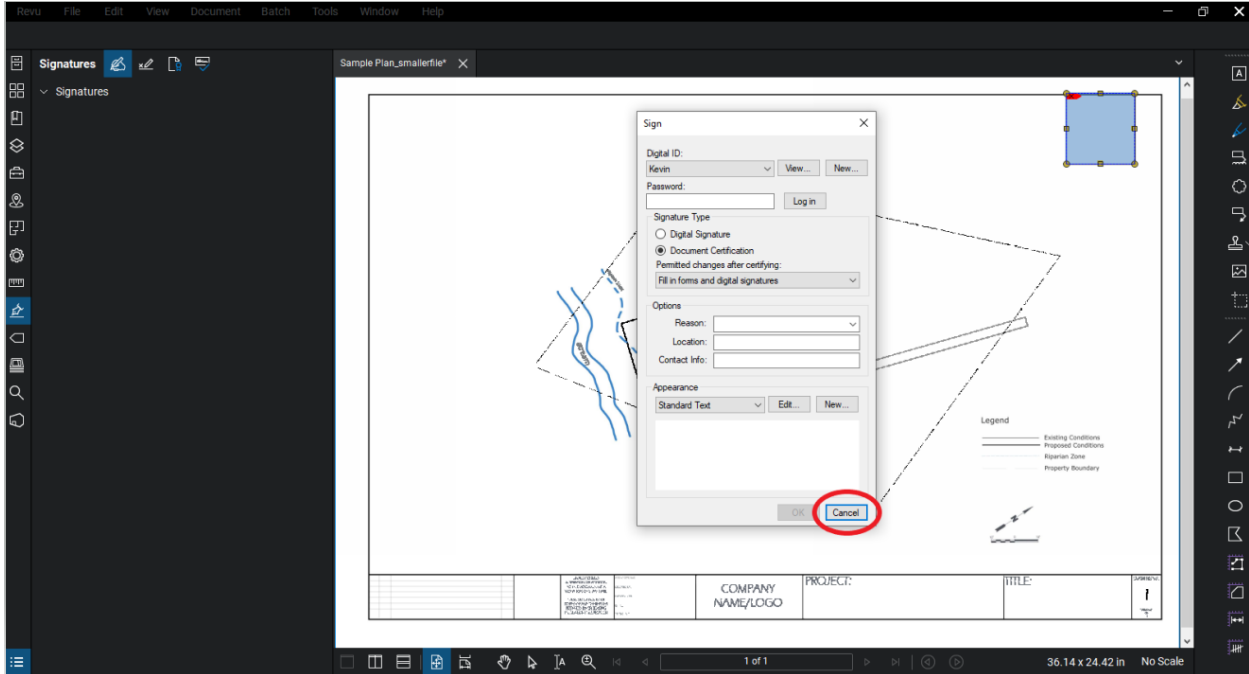 Revu File Edit View Document Batch Tools Window Help
Signatures
Sample Plan_smallerfile*
Signatures
Sign
Digital ID:
Kevin
View...
New...
Password:
Log in
Signature Type
Digital Signature
Document Certification
Permitted changes after certifying:
Fill in forms and digital signatures
Options
Reason:
Location:
Contact Info:
Appearance
Standard Text
Edit...
New...
OK
Cancel
Legend
Existing Conditions
Proposed Conditions
Riparian Zone
Property Boundary
COMPANY
NAME/LOGO
PROJECT:
TITLE:
1
1 of 1
36.14 x 24.42 in
No Scale